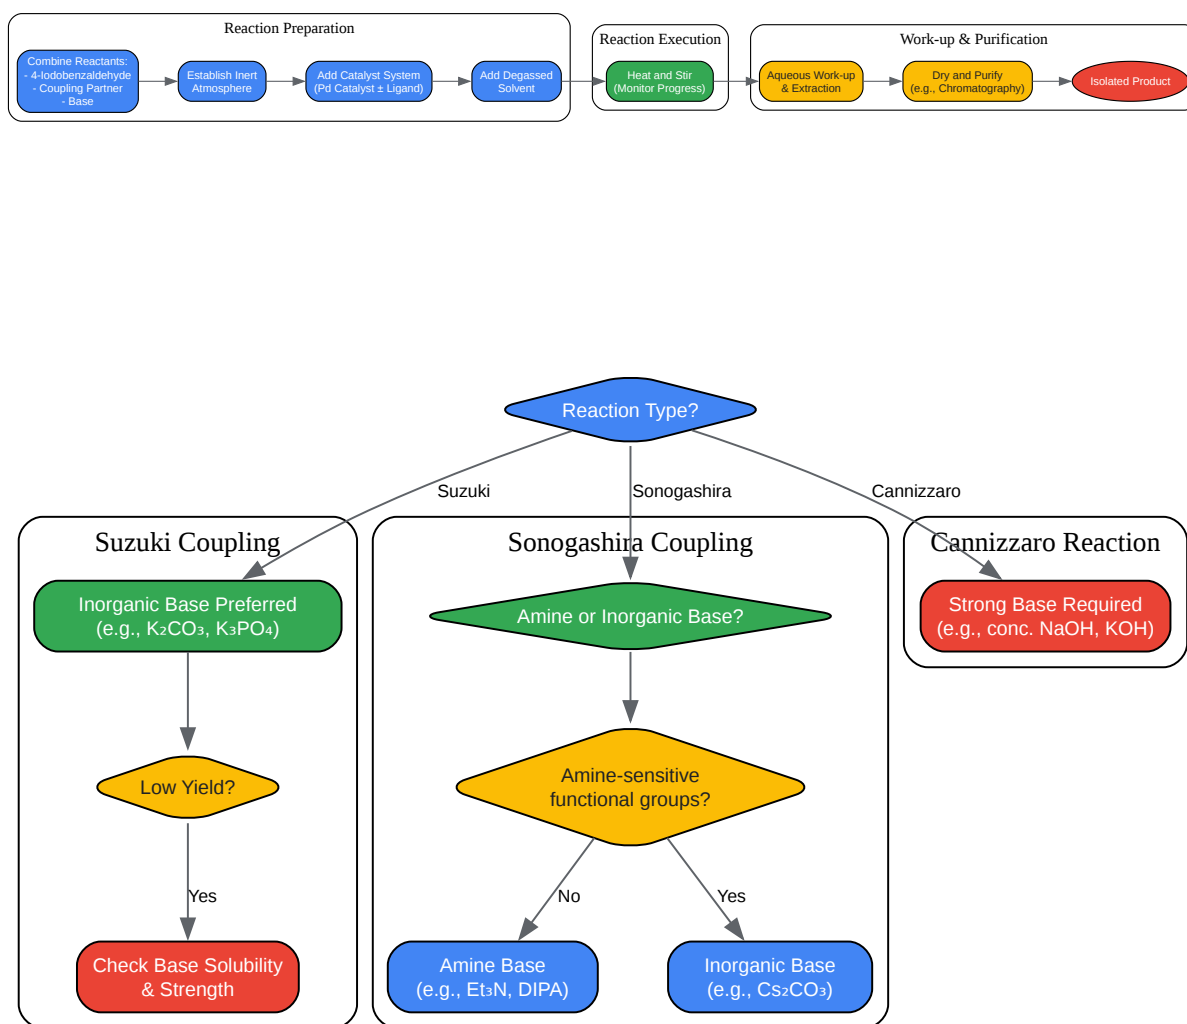 Reaction Preparation
Combine Reactants:
- 4-Iodobenzaldehyde
- Coupling Partner
- Base
Establish Inert
Atmosphere
Add Catalyst System
(Pd Catalyst ± Ligand)
Add Degassed
Solvent
Reaction Execution
Heat and Stir
(Monitor Progress)
Work-up & Purification
Aqueous Work-up
& Extraction
Dry and Purify
(e.g., Chromatography)
Isolated Product
Reaction Type?
Suzuki
Sonogashira
Cannizzaro
Suzuki Coupling
Inorganic Base Preferred
(e.g., K₂CO₃, K₃PO₄)
Low Yield?
Yes
Check Base Solubility
& Strength
Sonogashira Coupling
Amine or Inorganic Base?
Amine-sensitive
functional groups?
No
Yes
Amine Base
(e.g., Et₃N, DIPA)
Inorganic Base
(e.g., Cs₂CO₃)
Cannizzaro Reaction
Strong Base Required
(e.g., conc. NaOH, KOH)